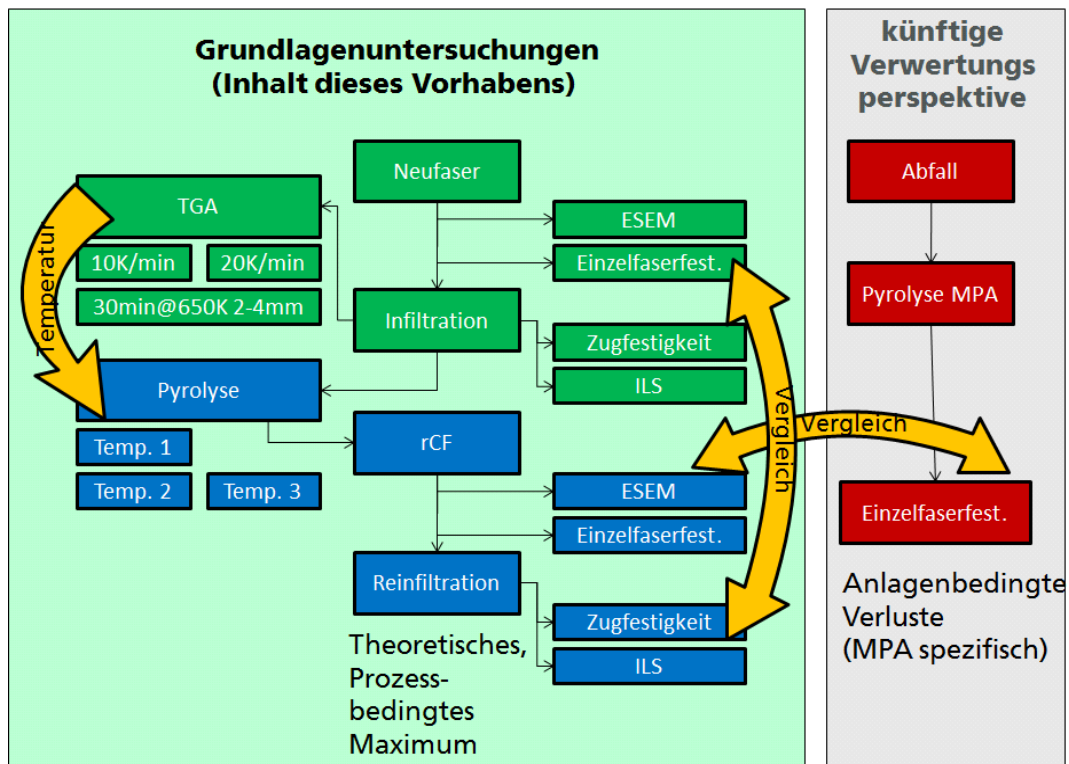 Grundlagenuntersuchungen
(Inhalt dieses Vorhabens)
Neufaser
TGA
10K/min
20K/min
30min@650K 2-4mm
Temperatur
ESEM
Einzelfaserfest.
Infiltration
Zugfestigkeit
ILS
Pyrolyse
Temp. 1
Temp. 2
Temp. 3
rCF
ESEM
Einzelfaserfest.
Reinfiltration
Zugfestigkeit
ILS
Theoretisches,
Prozess-
bedingtes
Maximum
Vergleich
Vergleich
künftige
Verwertungs
perspektive
Abfall
Pyrolyse MPA
Einzelfaserfest.
Anlagenbedingte
Verluste
(MPA spezifisch)